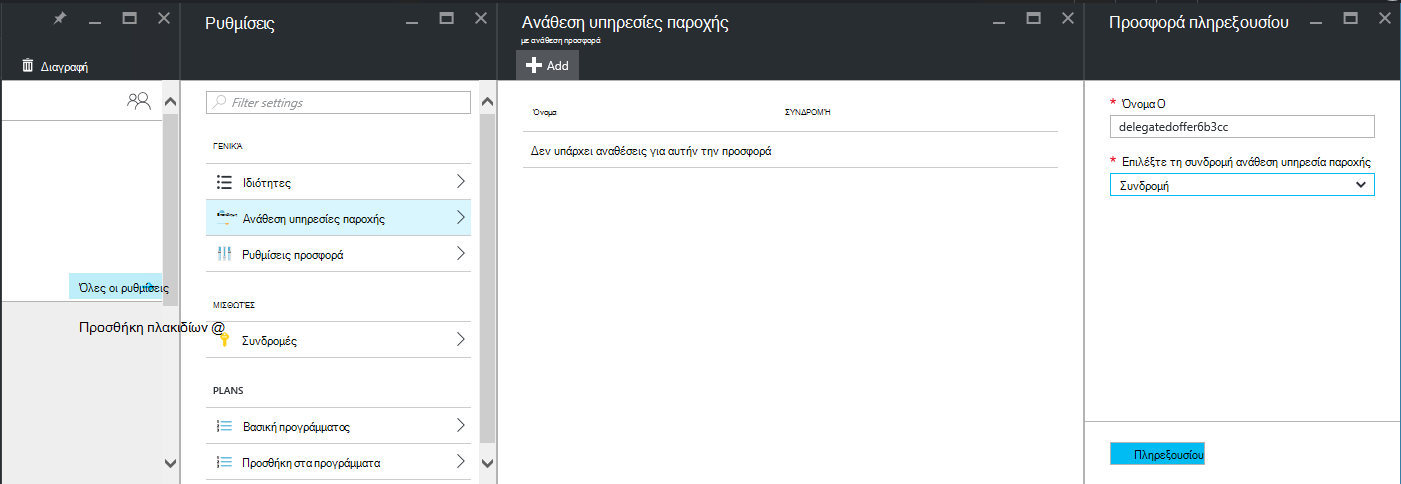 Διαγραφή
Όλες οι ρυθμίσεις
Προσθήκη πλακιδίων @
Ρυθμίσεις
Filter settings
ΓΕΝΙΚΆ
Ιδιότητες
Ανάθεση υπηρεσίες παροχής
Ρυθμίσεις προσφορά
ΜΙΣΘΩΤΈΣ
Συνδρομές
PLANS
Βασική προγράμματος
Προσθήκη στα προγράμματα
Ανάθεση υπηρεσίες παροχής
με ανάθεση προσφορά
Add
Όνομα ΣΥΝΔΡΟΜΉ
Δεν υπάρχει αναθέσεις για αυτήν την προσφορά
Προσφορά πληρεξουσίου
* Όνομα Ο
delegatedoffer6b3cc
* Επιλέξτε τη συνδρομή ανάθεση υπηρεσία παροχής
Συνδρομή
Πληρεξουσίου